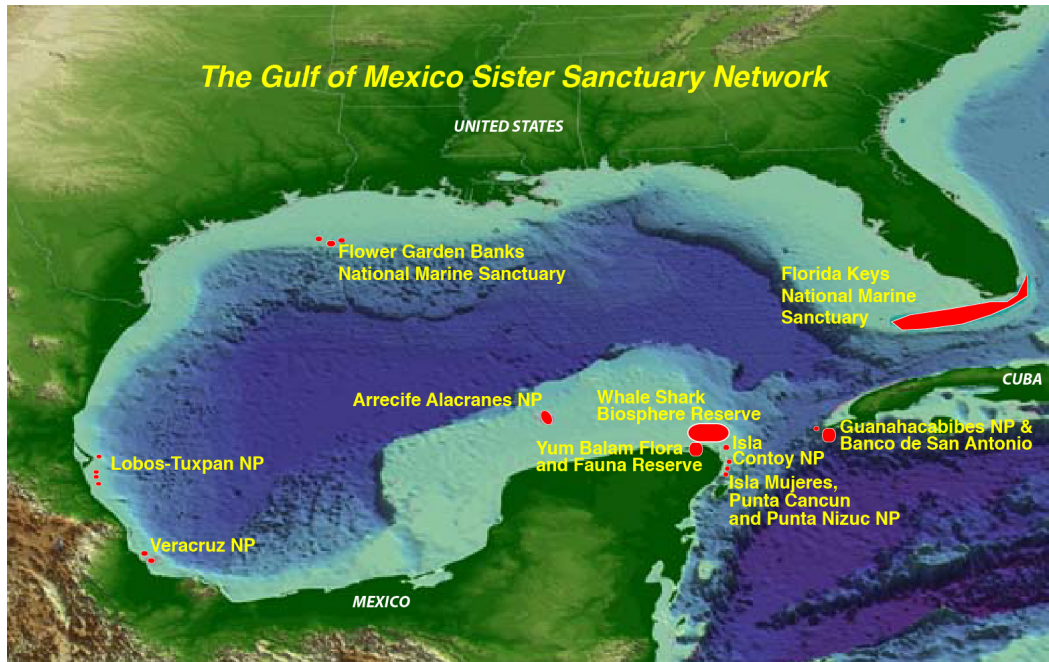 The Gulf of Mexico Sister Sanctuary Network
UNITED STATES
Flower Garden Banks
National Marine Sanctuary
Florida Keys
National Marine
Sanctuary
CUBA
Arrecife Alacranes NP
Whale Shark
Biosphere Reserve
Guanahacabibes NP &
Banco de San Antonio
Yum Balam Flora
and Fauna Reserve
Isla
Contoy NP
Lobos-Tuxpan NP
Isla Mujeres,
Punta Cancun
and Punta Nizuc NP
Veracruz NP
MEXICO